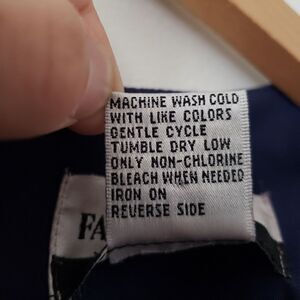 MACHINE WASH COLD
WITH LIKE COLORS
GENTLE CYCLE
TUMBLE DRY LOW
ONLY NON-CHLORINE
BLEACH WHEN NEEDED
IRON ON
REVERSE SIDE